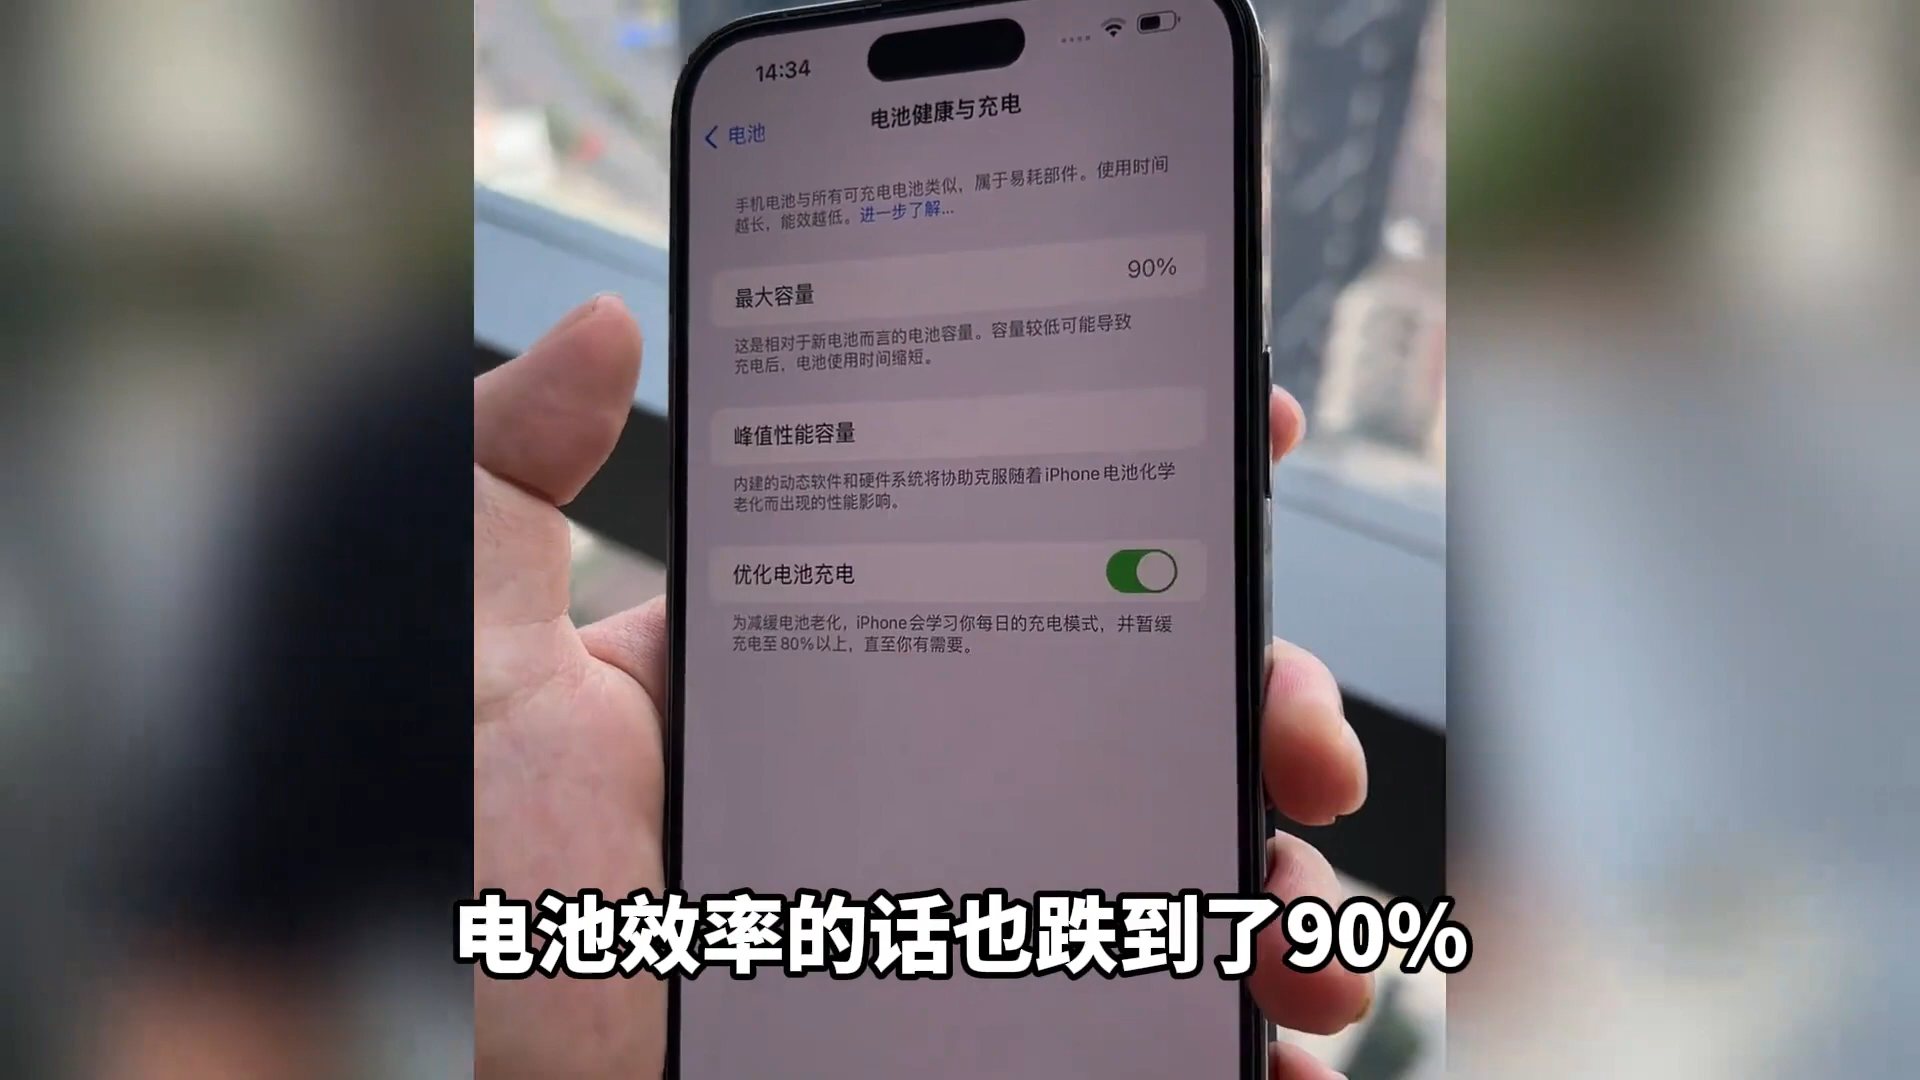 14:34
电池
电池健康与充电
手机电池与所有可充电电池类似，属于易耗部件。使用时间
越长，能效越低。进一步了解...
最大容量 90%
这是相对于新电池而言的电池容量。容量较低可能导致
充电后，电池使用时间缩短。
峰值性能容量
内建的动态软件和硬件系统将协助克服随着iPhone电池化学
老化而出现的性能影响。
优化电池充电
为减缓电池老化，iPhone会学习你每日的充电模式，并暂缓
充电至80%以上，直至你有需要。
电池效率的话也跌到了90%